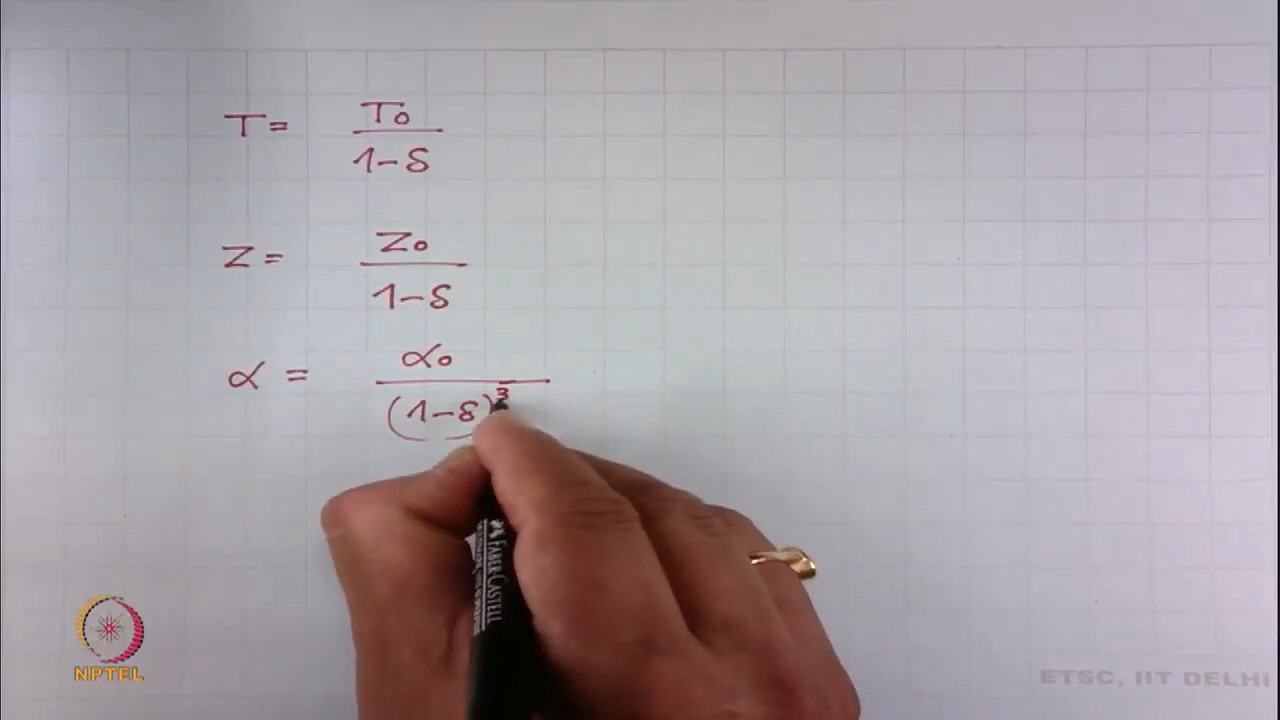 T = T₀ / 1-δ
Z = Z₀ / 1-δ
α = α₀ / (1-δ)³
FABER-CASTELL
NPTEL
ETSC, IIT DELHI